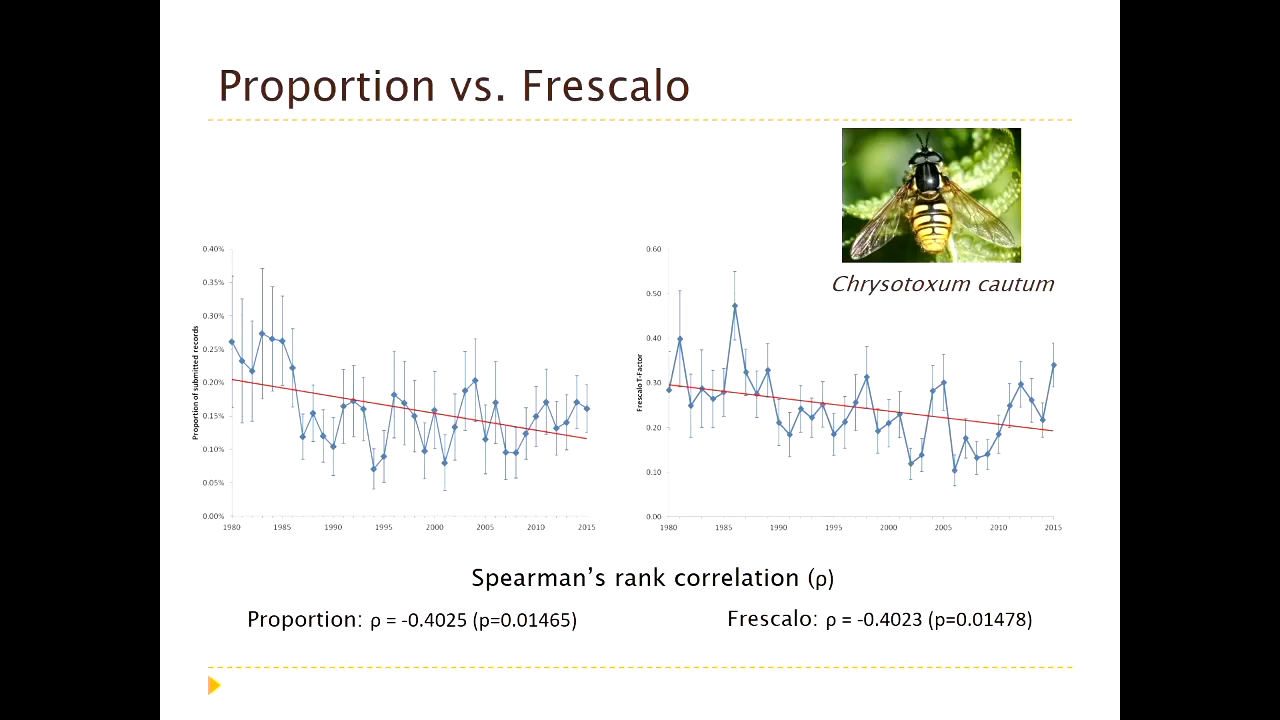 Proportion vs. Frescalo
Chrysotoxum cautum
Proportion of submitted records
0.40%
0.35%
0.30%
0.25%
0.20%
0.15%
0.10%
0.05%
0.00%
1980 1985 1990 1995 2000 2005 2010 2015
Frescalo T-Factor
0.60
0.50
0.40
0.30
0.20
0.10
0.00
1980 1985 1990 1995 2000 2005 2010 2015
Spearman’s rank correlation (ρ)
Proportion: ρ = -0.4025 (p=0.01465)
Frescalo: ρ = -0.4023 (p=0.01478)